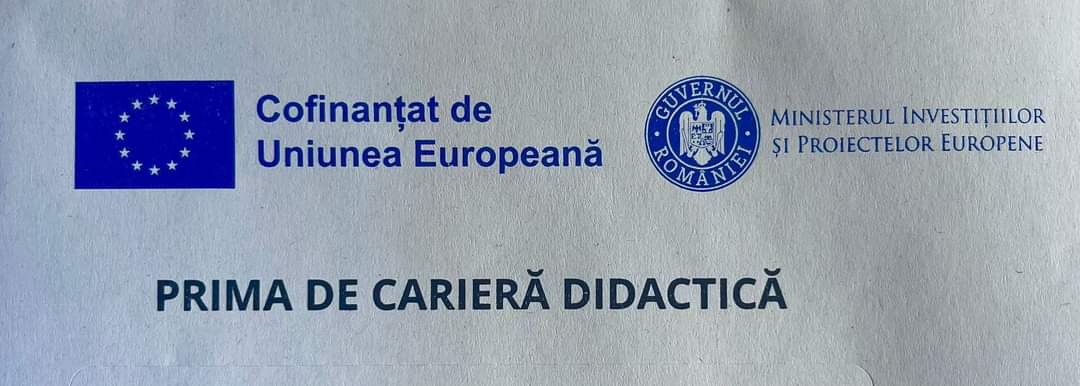 Cofinanțat de
Uniunea Europeană
GUVERNUL ROMÂNIEI
MINISTERUL INVESTIȚIILOR
ȘI PROIECTELOR EUROPENE
PRIMA DE CARIERĂ DIDACTICĂ